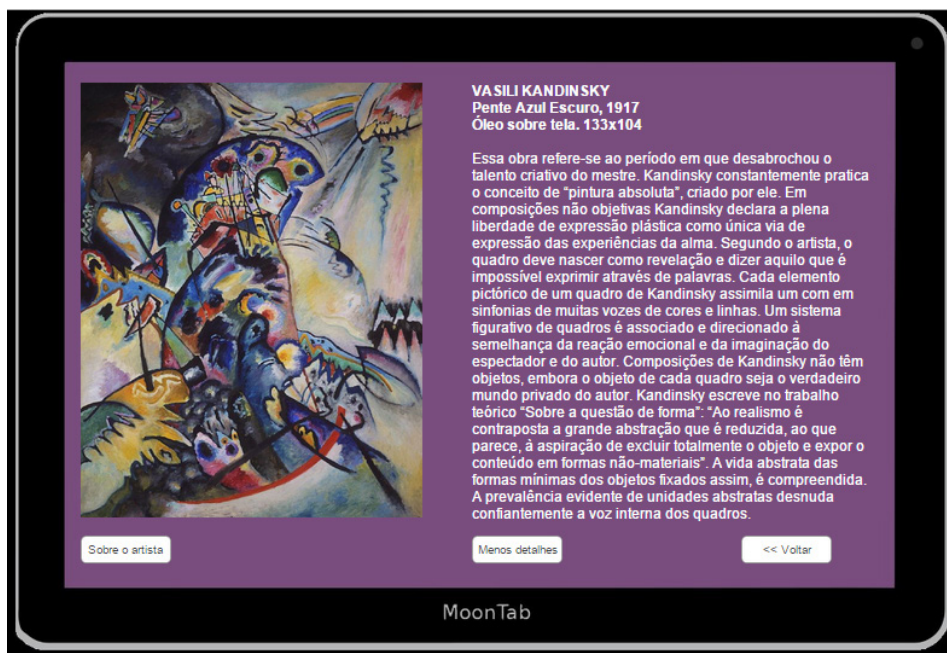 VASILI KANDINSKY
Pente Azul Escuro, 1917
Óleo sobre tela. 133x104
Essa obra refere-se ao período em que desabrochou o
talento criativo do mestre. Kandinsky constantemente pratica
o conceito de “pintura absoluta”, criado por ele. Em
composições não objetivas Kandinsky declara a plena
liberdade de expressão plástica como única via de
expressão das experiências da alma. Segundo o artista, o
quadro deve nascer como revelação e dizer aquilo que é
impossível exprimir através de palavras. Cada elemento
pictórico de um quadro de Kandinsky assimila um com em
sinfonias de muitas vozes de cores e linhas. Um sistema
figurativo de quadros é associado e direcionado à
semelhança da reação emocional e da imaginação do
espectador e do autor. Composições de Kandinsky não têm
objetos, embora o objeto de cada quadro seja o verdadeiro
mundo privado do autor. Kandinsky escreve no trabalho
teórico “Sobre a questão de forma”: “Ao realismo é
contraposta a grande abstração que é reduzida, ao que
parece, à aspiração de excluir totalmente o objeto e expor o
conteúdo em formas não-materiais”. A vida abstrata das
formas mínimas dos objetos fixados assim, é compreendida.
A prevalência evidente de unidades abstratas desnuda
confiantemente a voz interna dos quadros.
Sobre o artista
Menos detalhes
<< Voltar
MoonTab